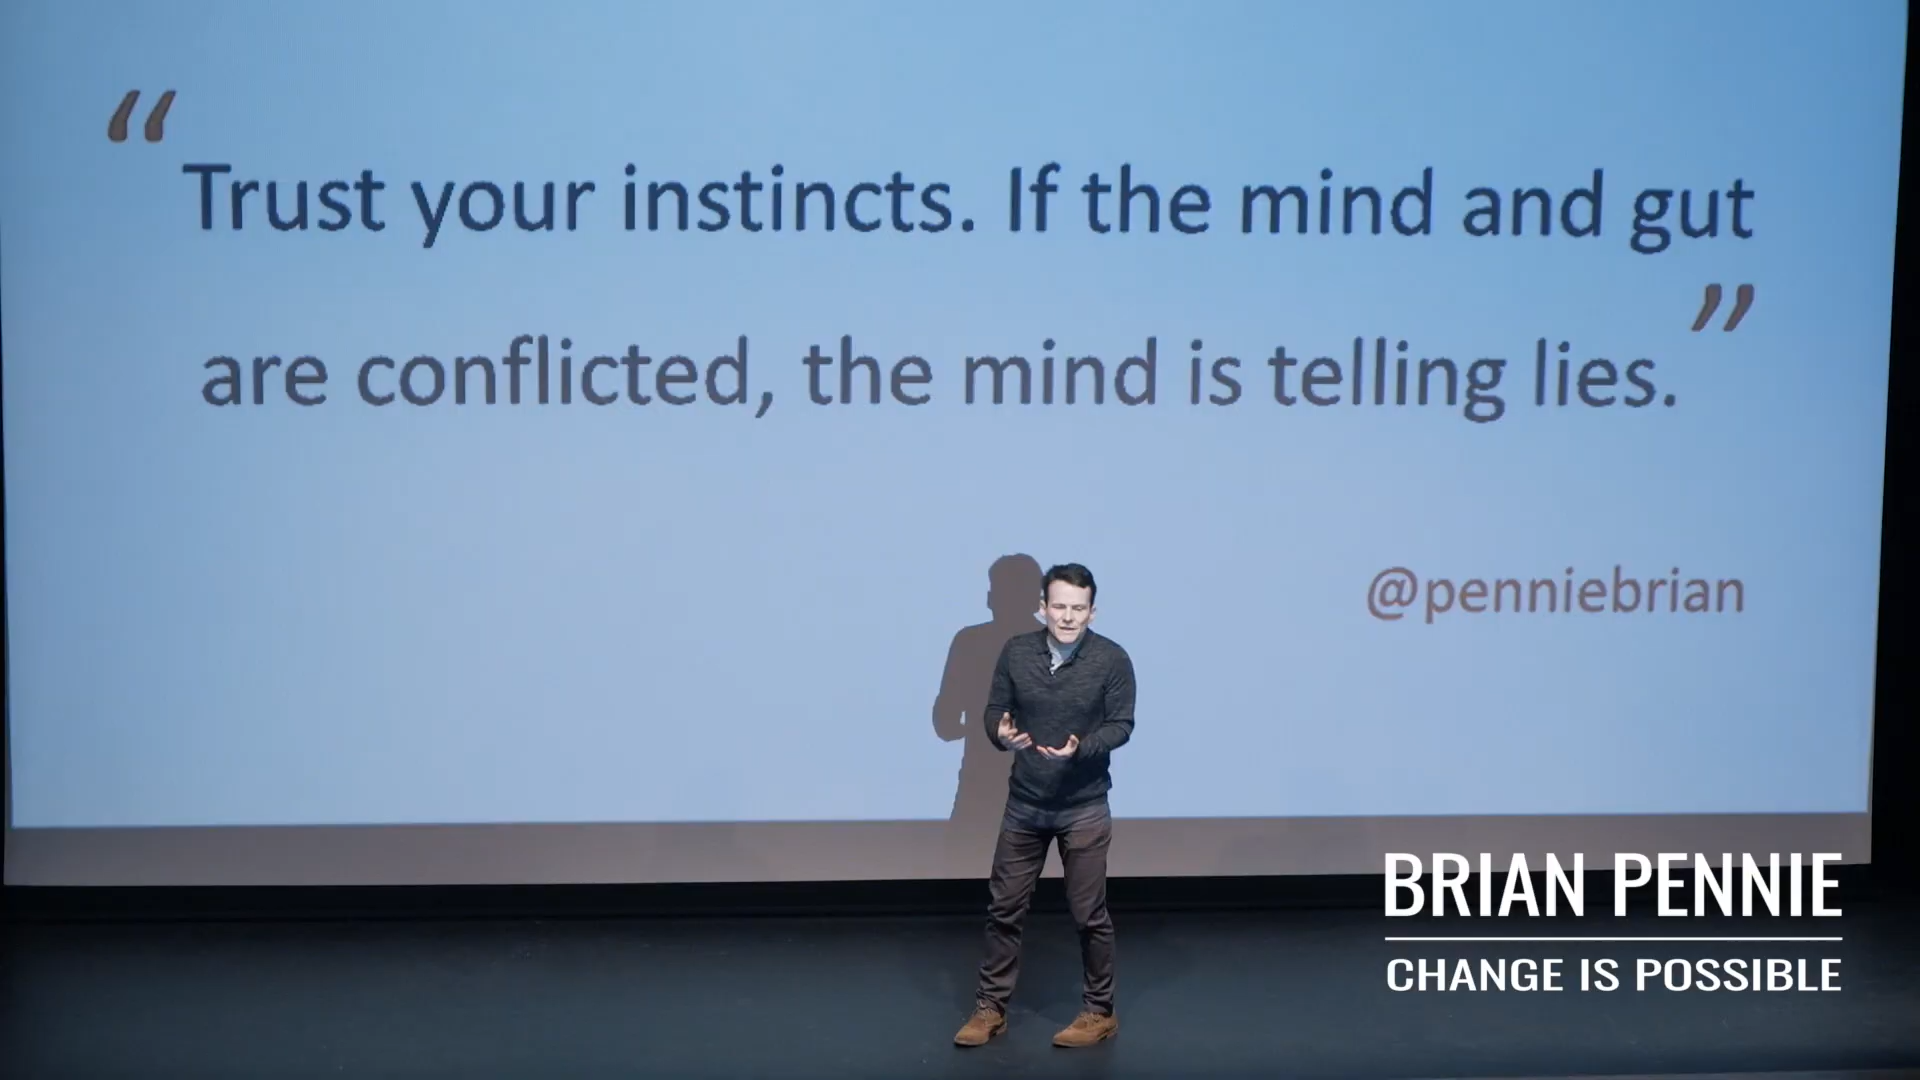 “Trust your instincts. If the mind and gut
are conflicted, the mind is telling lies.”
@penniebrian
BRIAN PENNIE
CHANGE IS POSSIBLE